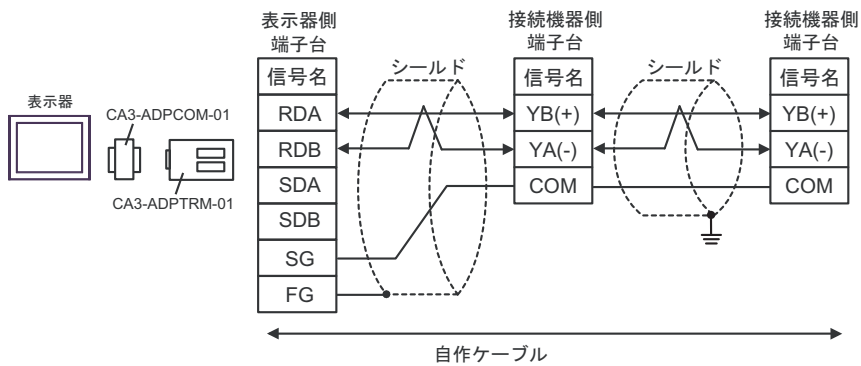 表示器側
端子台
接続機器側
端子台
接続機器側
端子台
信号名
シールド
信号名
シールド
信号名
表示器
CA3-ADPCOM-01
RDA
YB(+)
YB(+)
RDB
YA(-)
YA(-)
SDA
COM
COM
CA3-ADPTRM-01
SDB
SG
FG
自作ケーブル